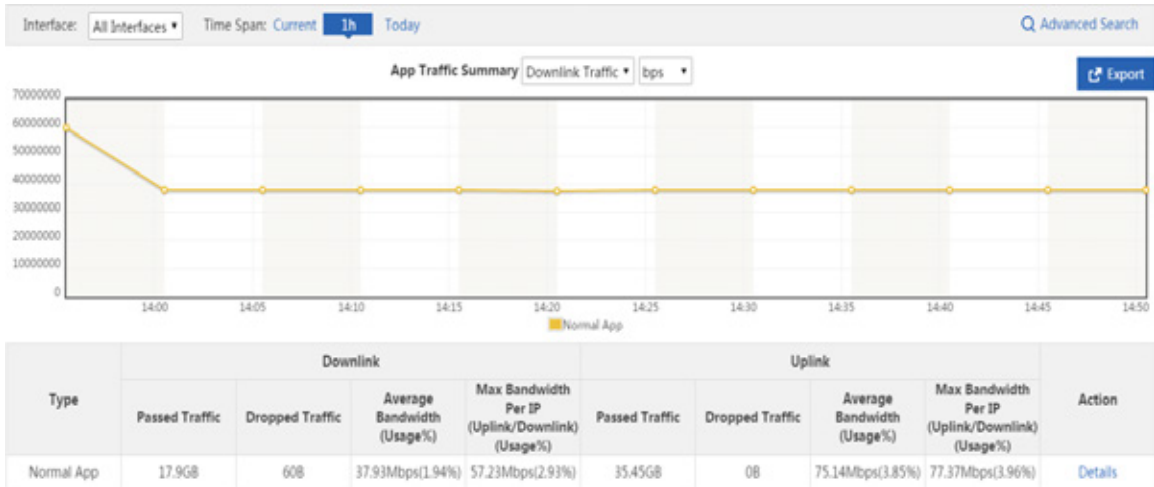 Interface: All Interfaces Time Span: Current 1h Today Advanced Search
App Traffic Summary Downlink Traffic bps Export
70000000
60000000
50000000
40000000
30000000
20000000
10000000
0
14:00 14:05 14:10 14:15 14:20 14:25 14:30 14:35 14:40 14:45 14:50
Normal App
Type Downlink Uplink Action
Passed Traffic Dropped Traffic Average Bandwidth (Usage%) Max Bandwidth Per IP (Uplink/Downlink) (Usage%) Passed Traffic Dropped Traffic Average Bandwidth (Usage%) Max Bandwidth Per IP (Uplink/Downlink) (Usage%)
Normal App 17.9GB 60B 37.93Mbps(1.94%) 57.23Mbps(2.93%) 35.45GB 0B 75.14Mbps(3.85%) 77.37Mbps(3.96%) Details